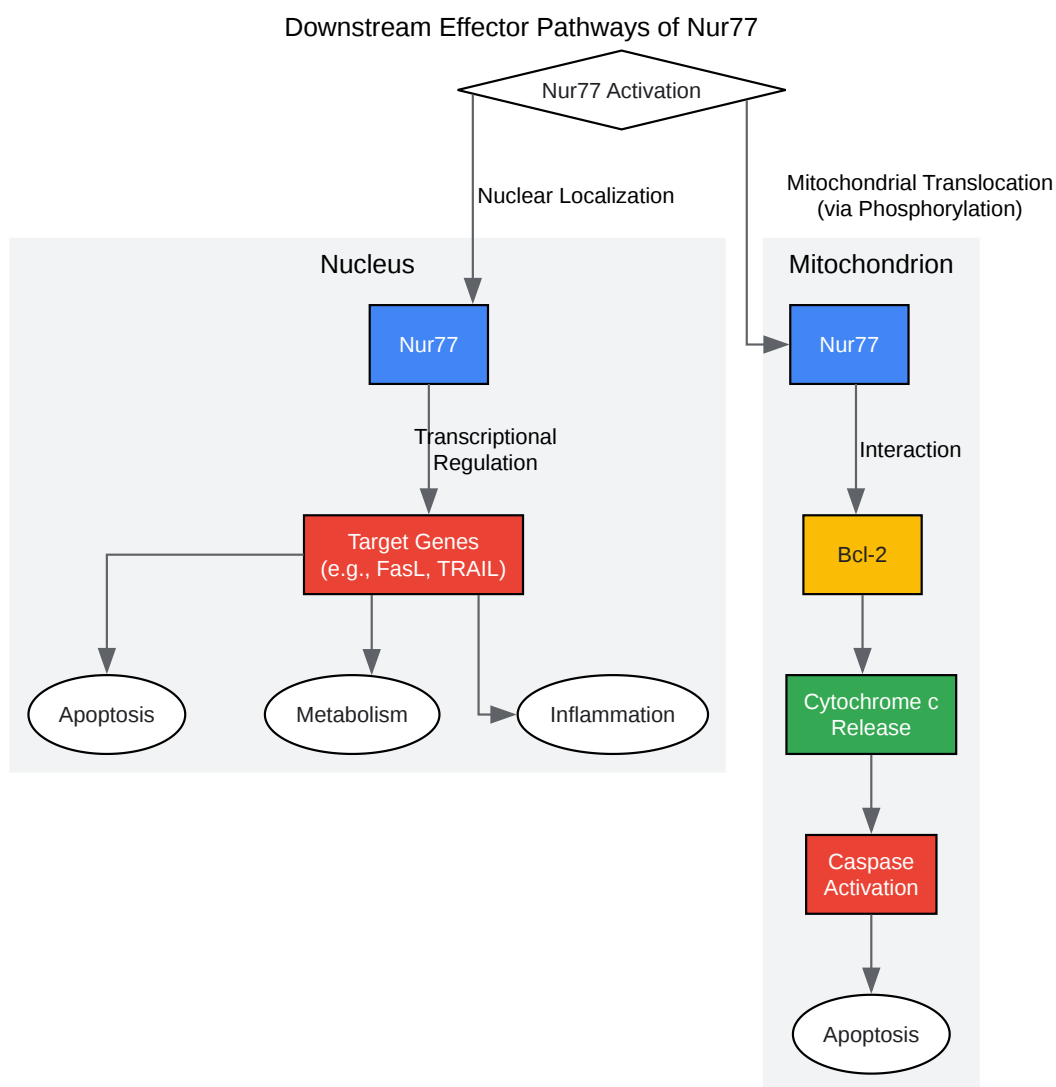 Downstream Effector Pathways of Nur77
Nur77 Activation
Nuclear Localization
Mitochondrial Translocation
(via Phosphorylation)
Nucleus
Mitochondrion
Nur77
Nur77
Transcriptional
Regulation
Interaction
Target Genes
(e.g., FasL, TRAIL)
Bcl-2
Apoptosis
Metabolism
Inflammation
Cytochrome c
Release
Caspase
Activation
Apoptosis